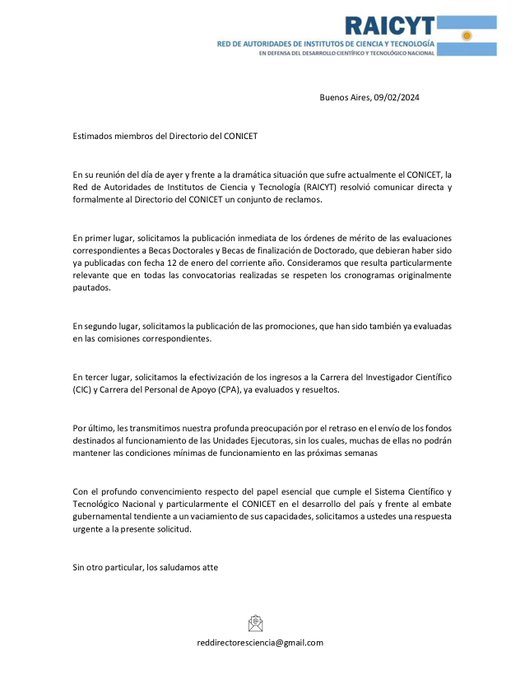 RAICYT
RED DE AUTORIDADES DE INSTITUTOS DE CIENCIA Y TECNOLOGÍA
EN DEFENSA DEL DESARROLLO CIENTÍFICO Y TECNOLÓGICO NACIONAL
Buenos Aires, 09/02/2024
Estimados miembros del Directorio del CONICET
En su reunión del día de ayer y frente a la dramática situación que sufre actualmente el CONICET, la
Red de Autoridades de Institutos de Ciencia y Tecnología (RAICYT) resolvió comunicar directa y
formalmente al Directorio del CONICET un conjunto de reclamos.
En primer lugar, solicitamos la publicación inmediata de los órdenes de mérito de las evaluaciones
correspondientes a Becas Doctorales y Becas de finalización de Doctorado, que debieran haber sido
ya publicadas con fecha 12 de enero del corriente año. Consideramos que resulta particularmente
relevante que en todas las convocatorias realizadas se respeten los cronogramas originalmente
pautados.
En segundo lugar, solicitamos la publicación de las promociones, que han sido también ya evaluadas
en las comisiones correspondientes.
En tercer lugar, solicitamos la efectivización de los ingresos a la Carrera del Investigador Científico
(CIC) y Carrera del Personal de Apoyo (CPA), ya evaluados y resueltos.
Por último, les transmitimos nuestra profunda preocupación por el retraso en el envío de los fondos
destinados al funcionamiento de las Unidades Ejecutoras, sin los cuales, muchas de ellas no podrán
mantener las condiciones mínimas de funcionamiento en las próximas semanas
Con el profundo convencimiento respecto del papel esencial que cumple el Sistema Científico y
Tecnológico Nacional y particularmente el CONICET en el desarrollo del país y frente al embate
gubernamental tendiente a un vaciamiento de sus capacidades, solicitamos a ustedes una respuesta
urgente a la presente solicitud.
Sin otro particular, los saludamos atte
reddirectoresciencia@gmail.com